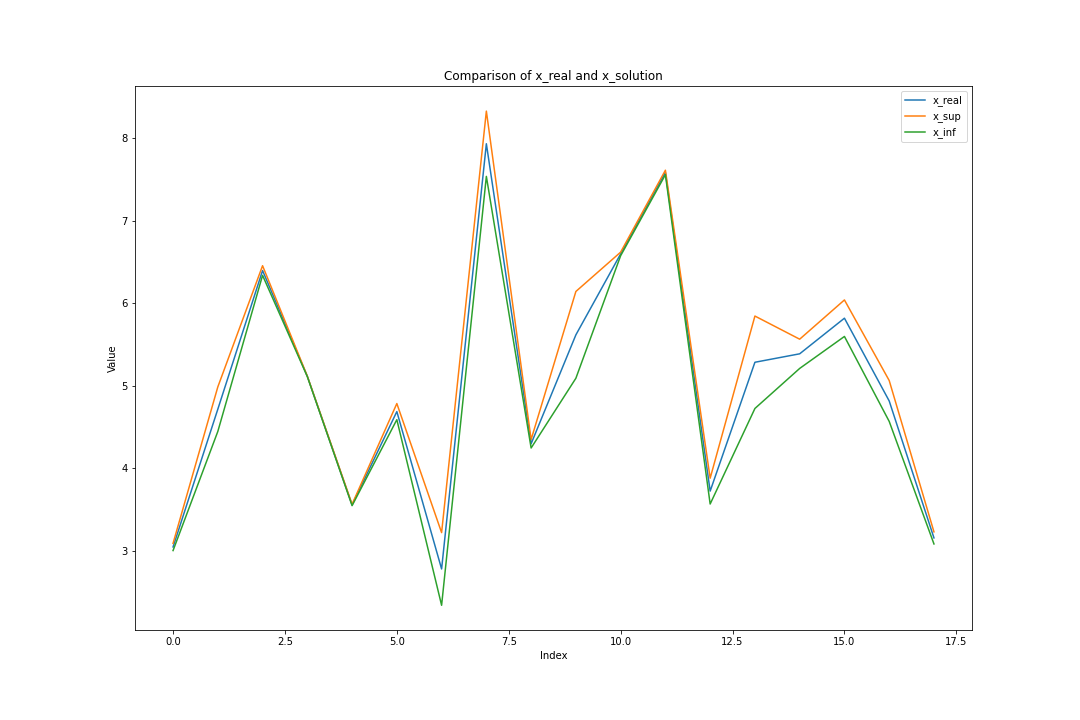 Comparison of x_real and x_solution
x_real
x_sup
x_inf
8
7
6
5
4
3
Value
0.0 2.5 5.0 7.5 10.0 12.5 15.0 17.5
Index